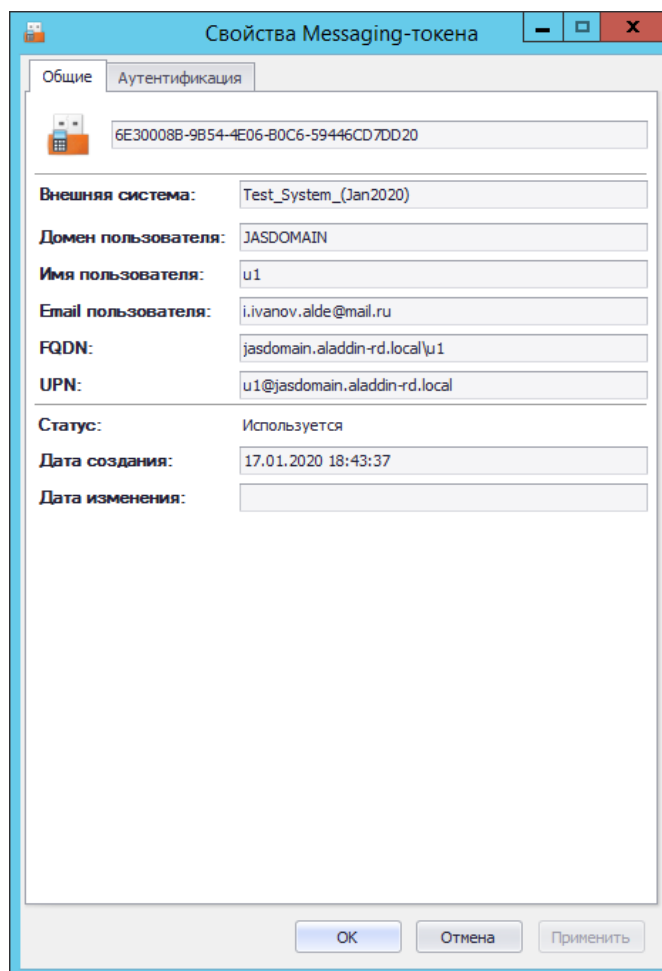 Свойства Messaging-токена
Общие Аутентификация
6E30008B-9B54-4E06-B0C6-59446CD7DD20
Внешняя система: Test_System_(Jan2020)
Домен пользователя: JASDOMAIN
Имя пользователя: u1
Email пользователя: i.ivanov.alde@mail.ru
FQDN: jasdomain.aladdin-rd.local\u1
UPN: u1@jasdomain.aladdin-rd.local
Статус: Используется
Дата создания: 17.01.2020 18:43:37
Дата изменения:
OK Отмена Применить